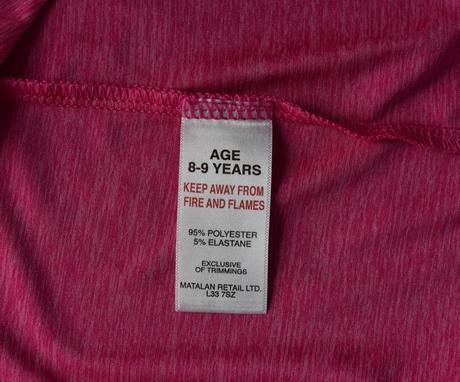 AGE
8-9 YEARS
KEEP AWAY FROM
FIRE AND FLAMES
95% POLYESTER
5% ELASTANE
EXCLUSIVE
OF TRIMMINGS
MATALAN RETAIL LTD.
L33 7SZ